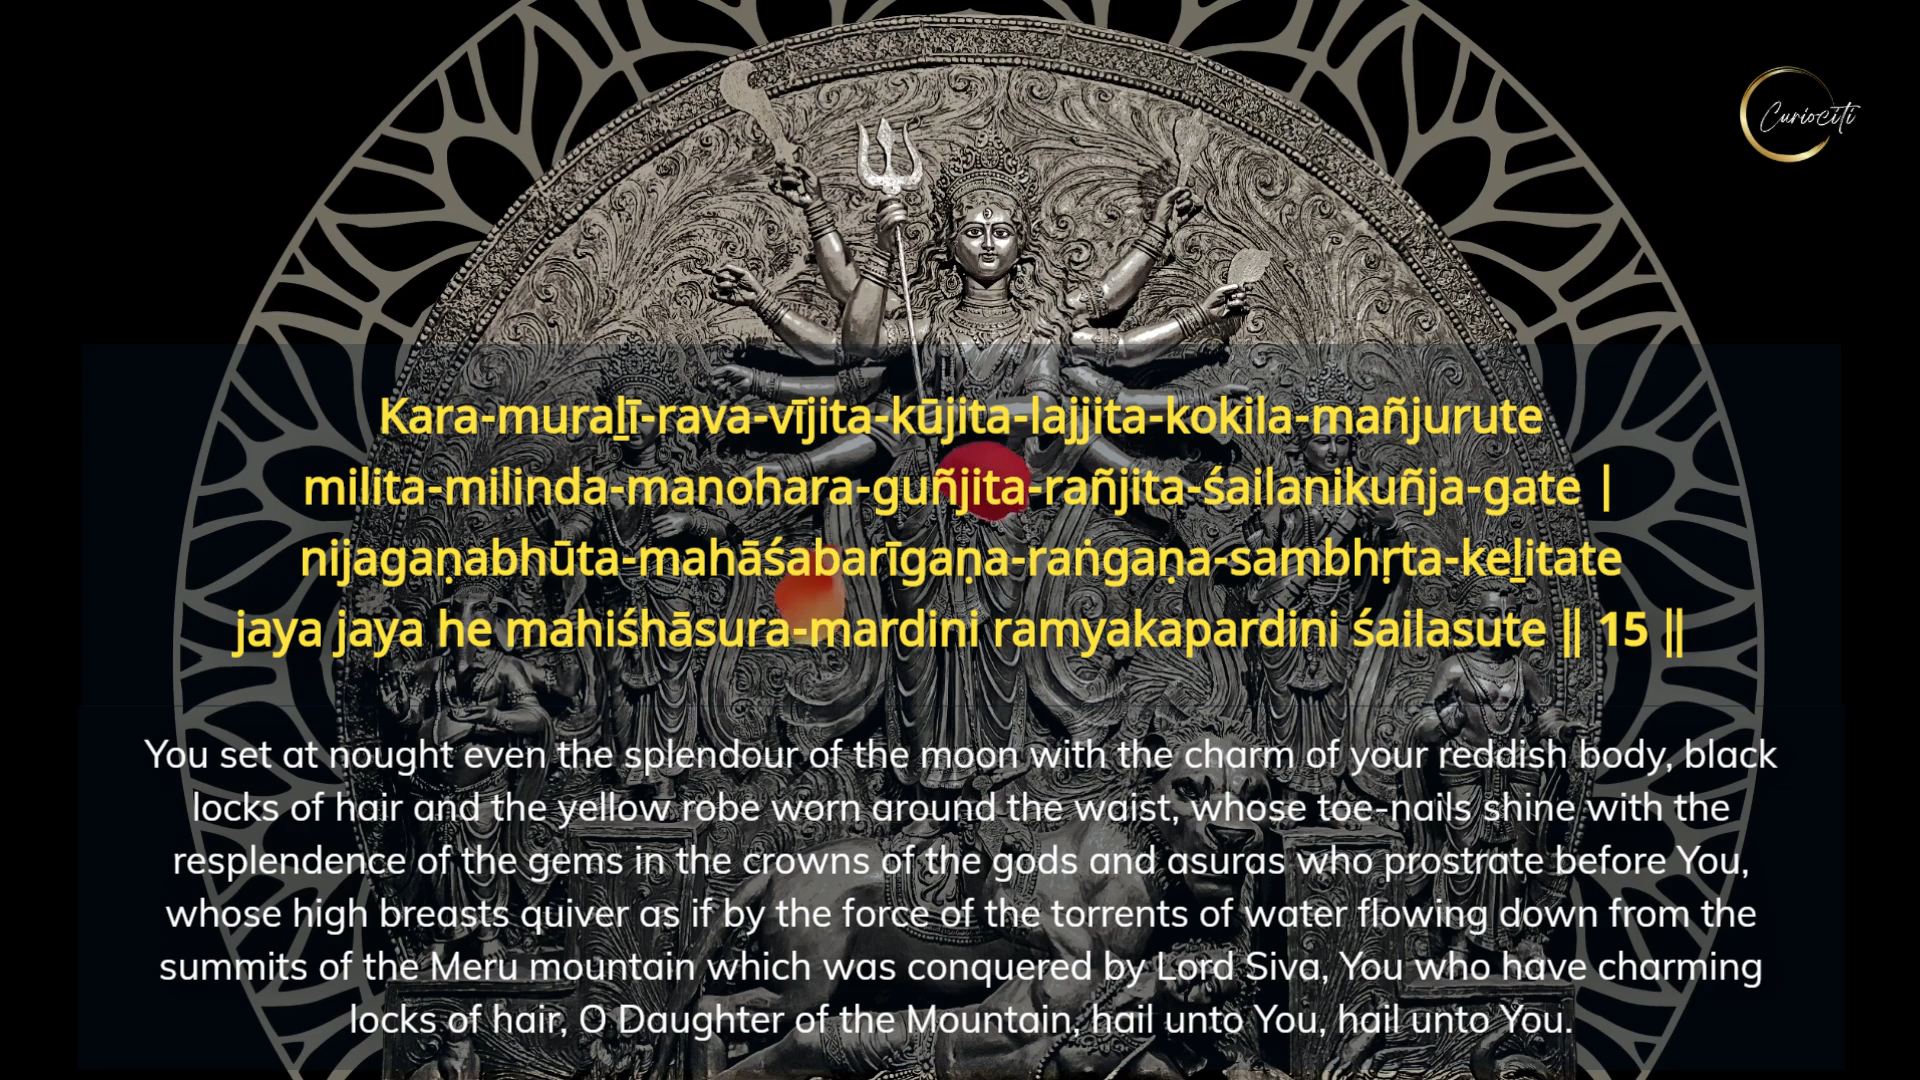 Curiociti
Kara-muraḻī-rava-vījita-kūjita-lajjita-kokila-mañjurute
milita-milinda-manohara-guñjita-rañjita-śailanikuñja-gate |
nijagaṇabhūta-mahāśabarīgaṇa-raṅgaṇa-sambhṛta-keḻitate
jaya jaya he mahiśhāsura-mardini ramyakapardini śailasute || 15 ||
You set at nought even the splendour of the moon with the charm of your reddish body, black
locks of hair and the yellow robe worn around the waist, whose toe-nails shine with the
resplendence of the gems in the crowns of the gods and asuras who prostrate before You,
whose high breasts quiver as if by the force of the torrents of water flowing down from the
summits of the Meru mountain which was conquered by Lord Siva, You who have charming
locks of hair, O Daughter of the Mountain, hail unto You, hail unto You.